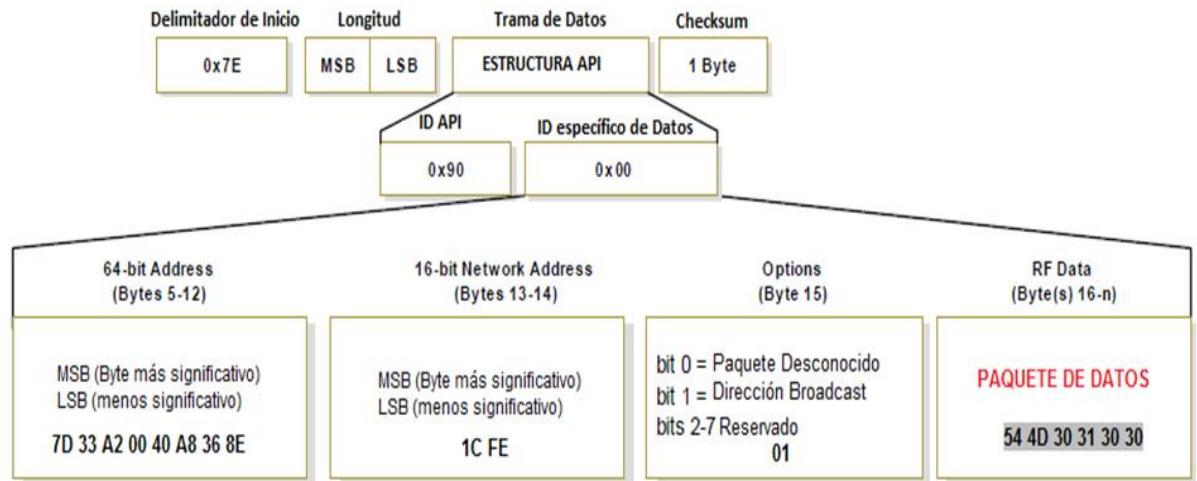 Delimitador de Inicio Longitud Trama de Datos Checksum
0x7E MSB LSB ESTRUCTURA API 1 Byte
ID API ID específico de Datos
0x90 0x00
64-bit Address
(Bytes 5-12)
MSB (Byte más significativo)
LSB (menos significativo)
7D 33 A2 00 40 A8 36 8E
16-bit Network Address
(Bytes 13-14)
MSB (Byte más significativo)
LSB (menos significativo)
1C FE
Options
(Byte 15)
bit 0 = Paquete Desconocido
bit 1 = Dirección Broadcast
bits 2-7 Reservado
01
RF Data
(Byte(s) 16-n)
PAQUETE DE DATOS
54 4D 30 31 30 30